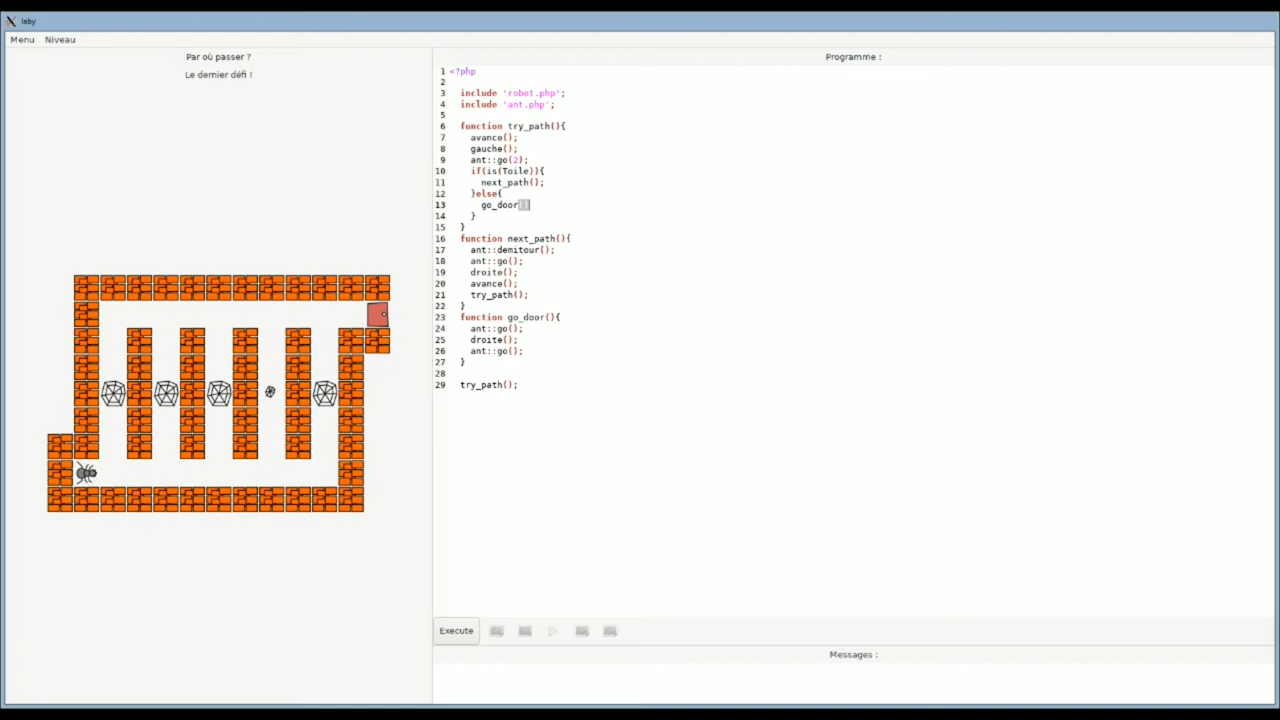 laby
Menu Niveau
Par où passer ?
Le dernier défi !
Programme :
1 <?php
2
3 include 'robot.php';
4 include 'ant.php';
5
6 function try_path(){
7 avance();
8 gauche();
9 ant::go(2);
10 if(is(Toile)){
11 next_path();
12 }else{
13 go_door()
14 }
15 }
16 function next_path(){
17 ant::demitour();
18 ant::go();
19 droite();
20 avance();
21 try_path();
22 }
23 function go_door(){
24 ant::go();
25 droite();
26 ant::go();
27 }
28
29 try_path();
Execute
Messages :